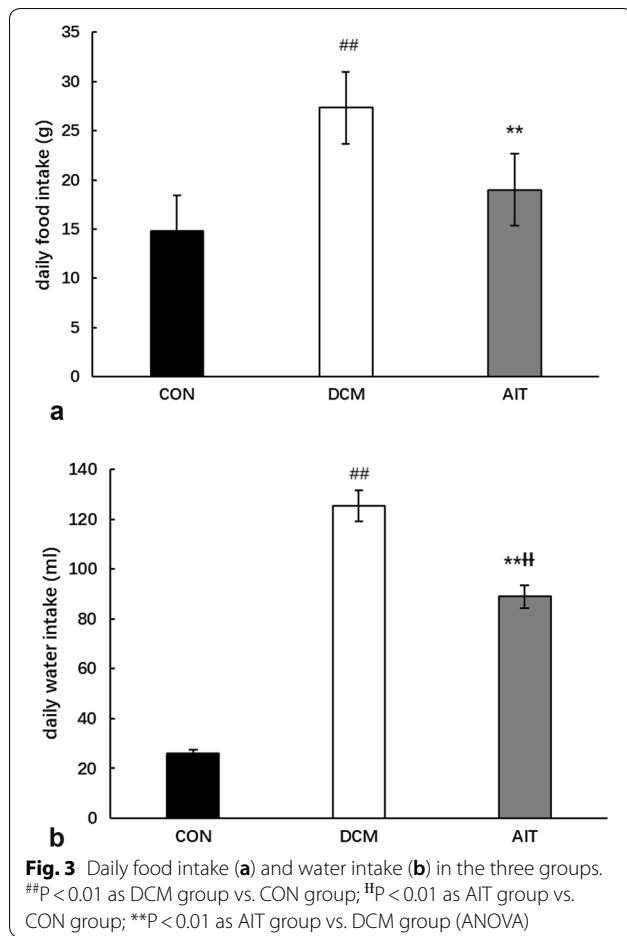 35
30
25
20
15
10
5
0
daily food intake (g)
##
**
CON DCM AIT
a
140
120
100
80
60
40
20
0
daily water intake (ml)
##
**ƗƗ
CON DCM AIT
b
Fig. 3 Daily food intake (a) and water intake (b) in the three groups.
##P < 0.01 as DCM group vs. CON group; ƗƗP < 0.01 as AIT group vs.
CON group; **P < 0.01 as AIT group vs. DCM group (ANOVA)